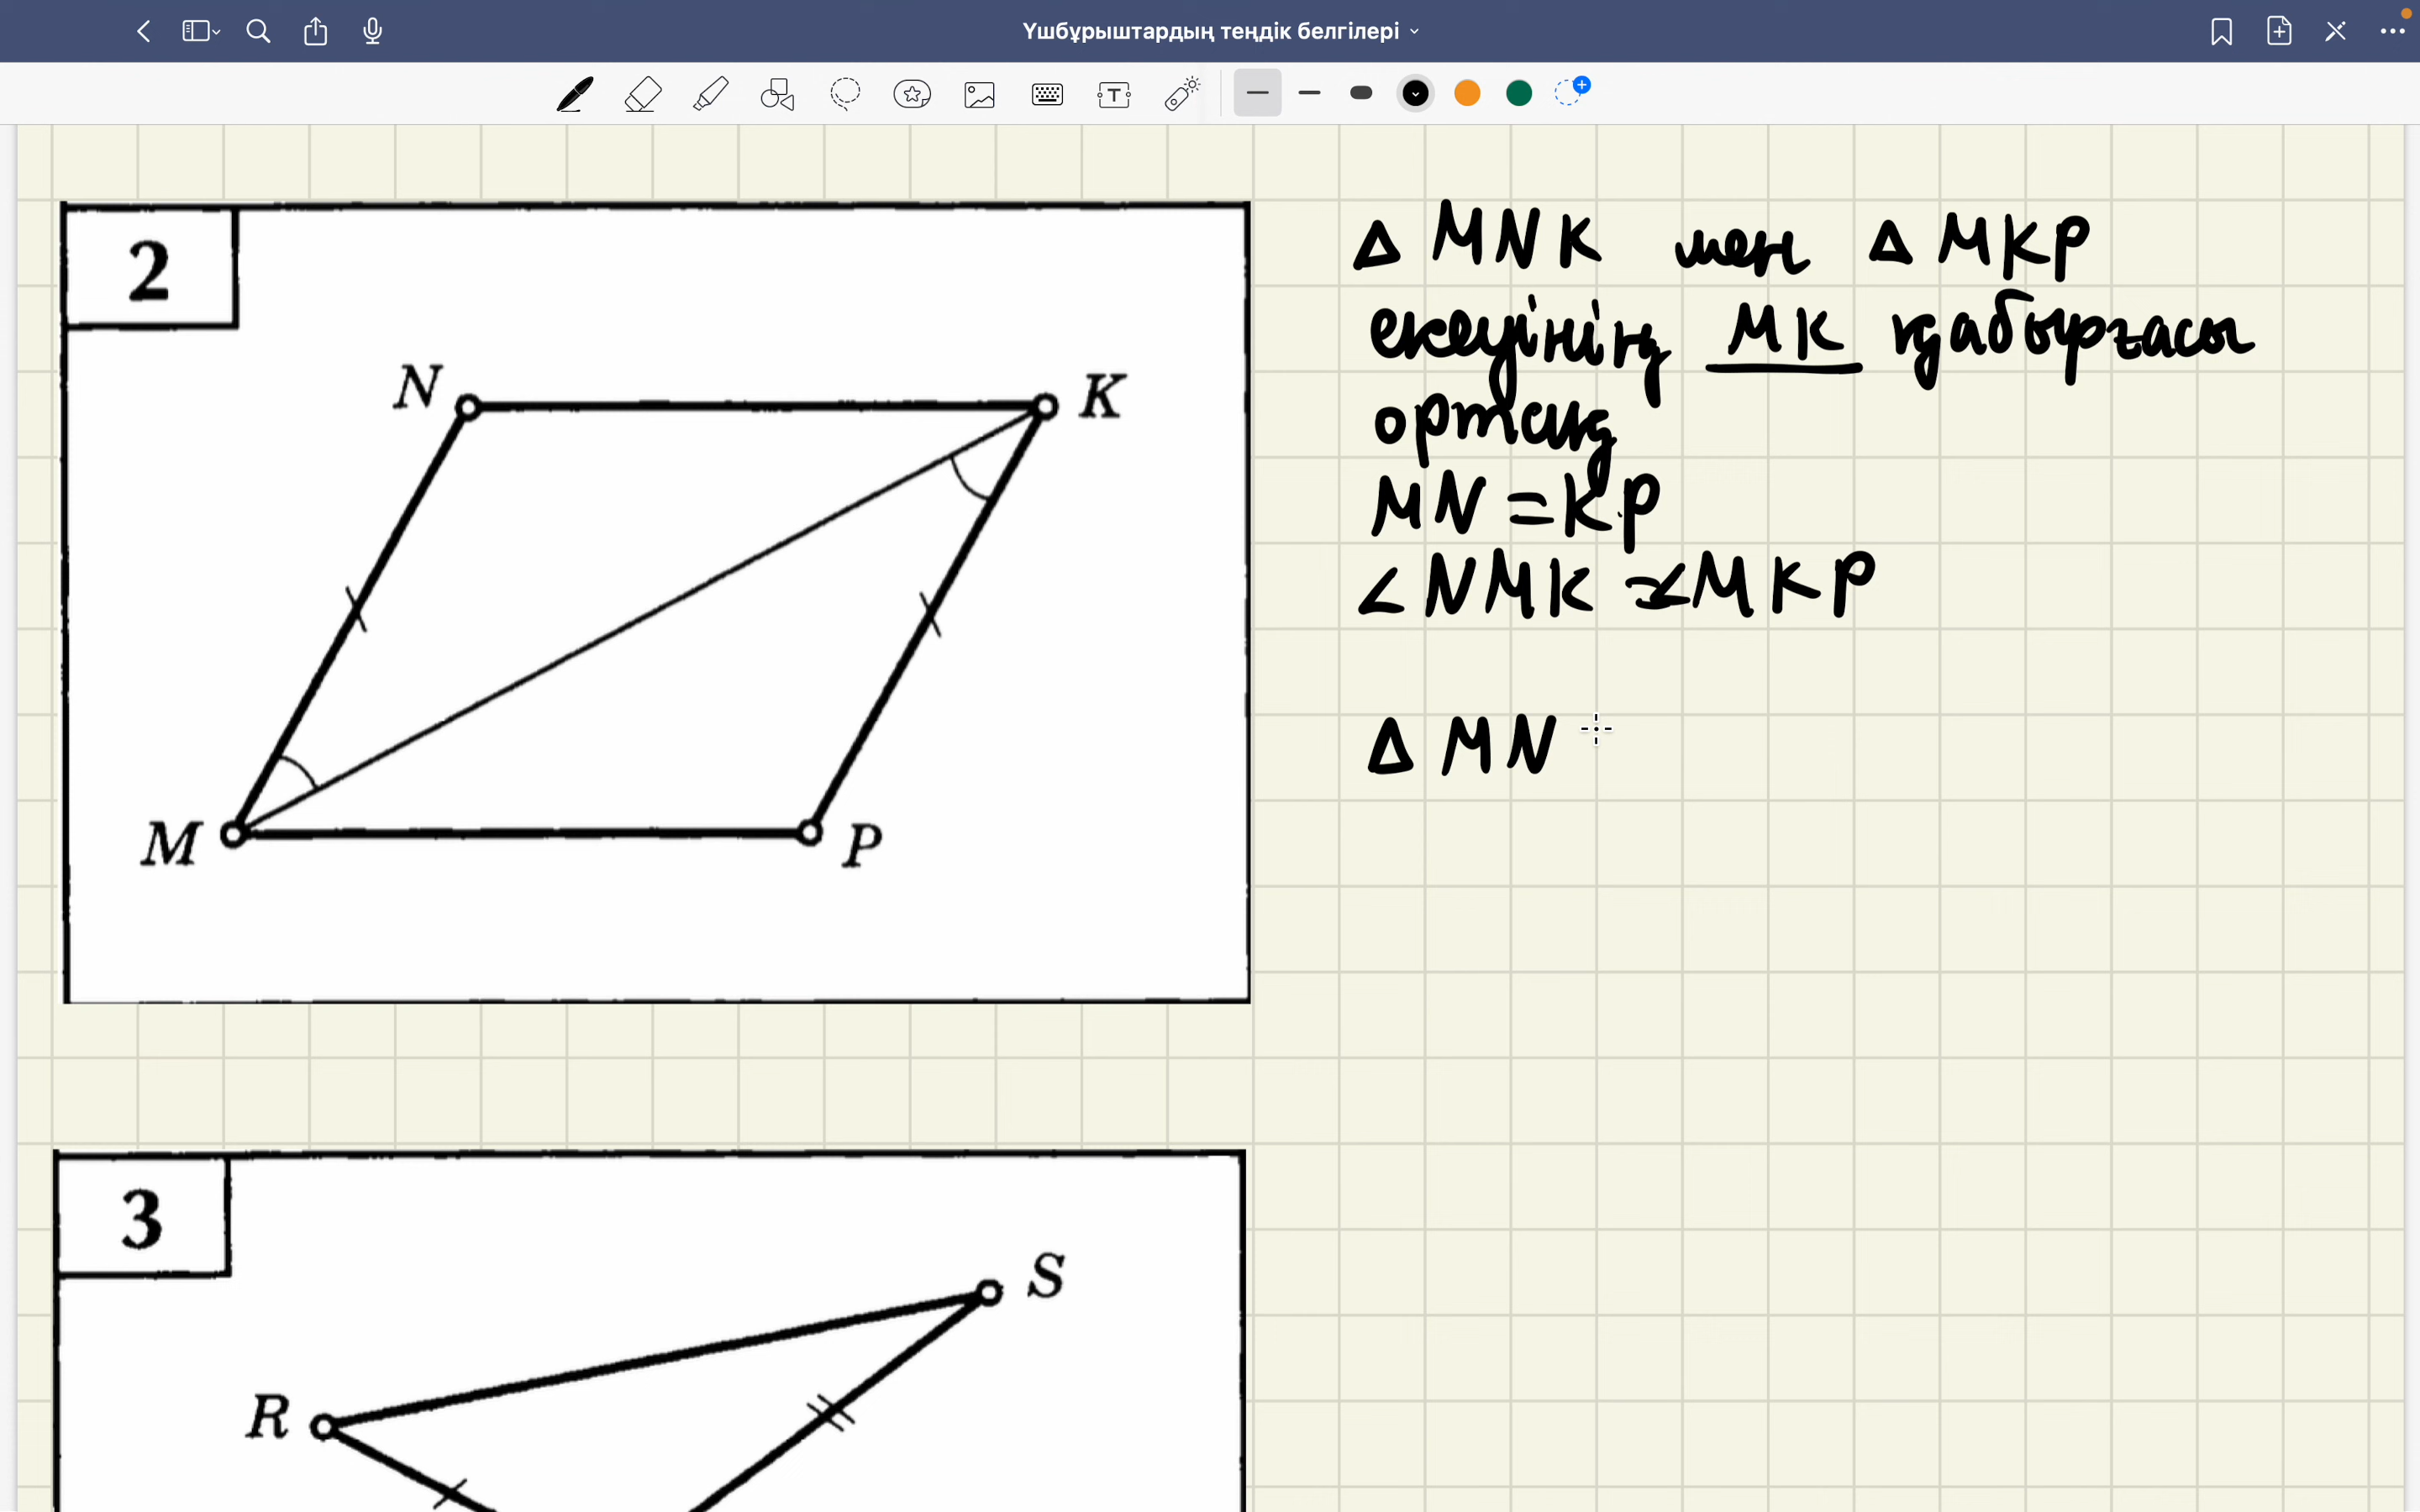 Үшбұрыштардың теңдік белгілері
T
2
N
K
M
P
Δ MNK мен Δ MKP
екеуінің MK қабырғасы
ортақ
MN = KP
< NMK = < MKP
Δ MN
3
S
R